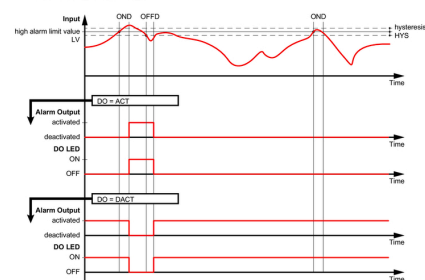 Input
OND OFFD OND
high alarm limit value
LV
hysteresis
HYS
Time
DO = ACT
Alarm Output
activated
deactivated
Time
DO LED
ON
OFF
Time
DO = DACT
Alarm Output
activated
deactivated
Time
DO LED
ON
OFF
Time